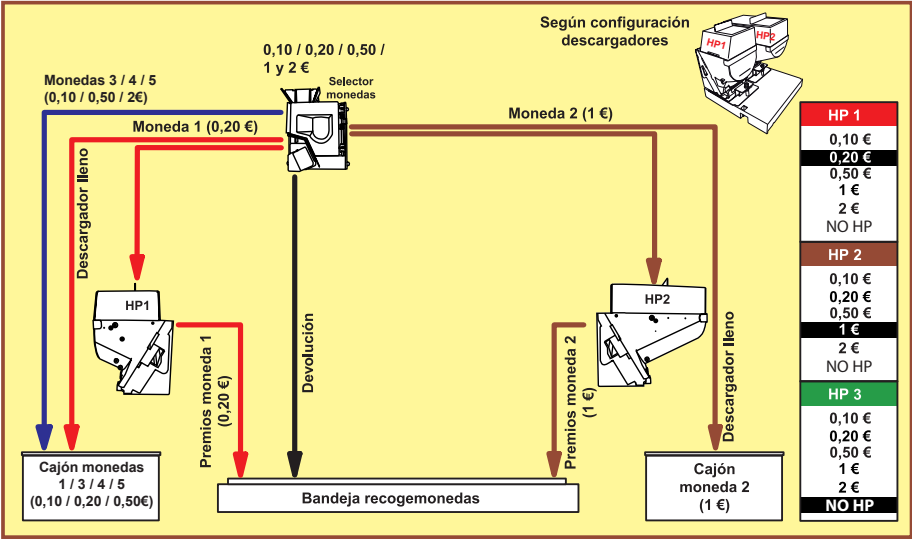 Según configuración
descargadores
HP1
HP2
0,10 / 0,20 / 0,50 /
1 y 2 €
Selector
monedas
Monedas 3 / 4 / 5
(0,10 / 0,50 / 2€)
Moneda 1 (0,20 €)
Moneda 2 (1 €)
Descargador lleno
HP1
HP2
Premios moneda 1
(0,20 €)
Devolución
Premios moneda 2
(1 €)
Descargador lleno
Cajón monedas
1 / 3 / 4 / 5
(0,10 / 0,20 / 0,50€)
Bandeja recogemonedas
Cajón
moneda 2
(1 €)
HP 1
0,10 €
0,20 €
0,50 €
1 €
2 €
NO HP
HP 2
0,10 €
0,20 €
0,50 €
1 €
2 €
NO HP
HP 3
0,10 €
0,20 €
0,50 €
1 €
2 €
NO HP